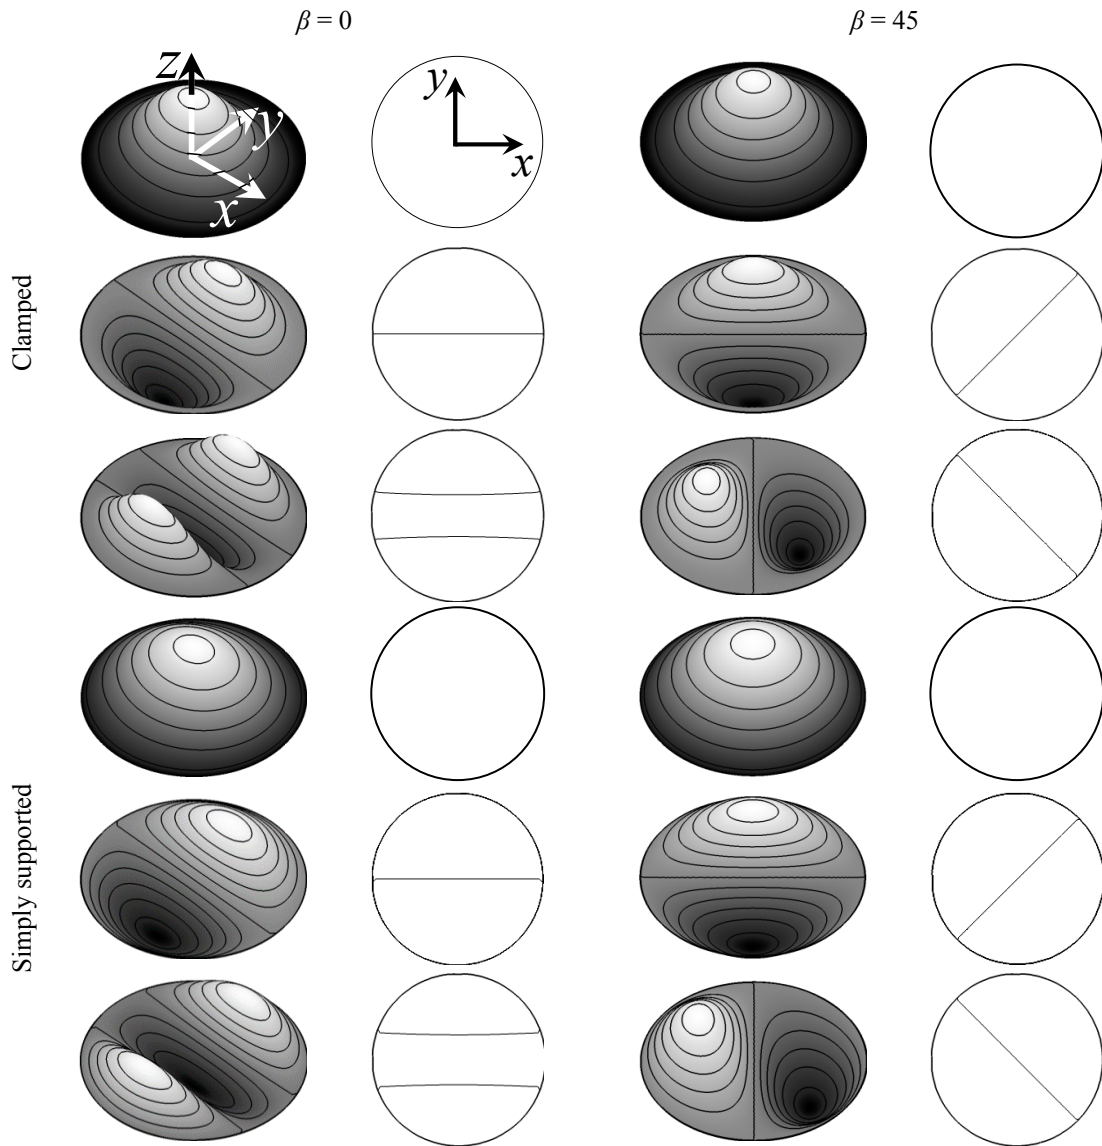 β = 0
β = 45
z
y
x
y
x
Clamped
Simply supported